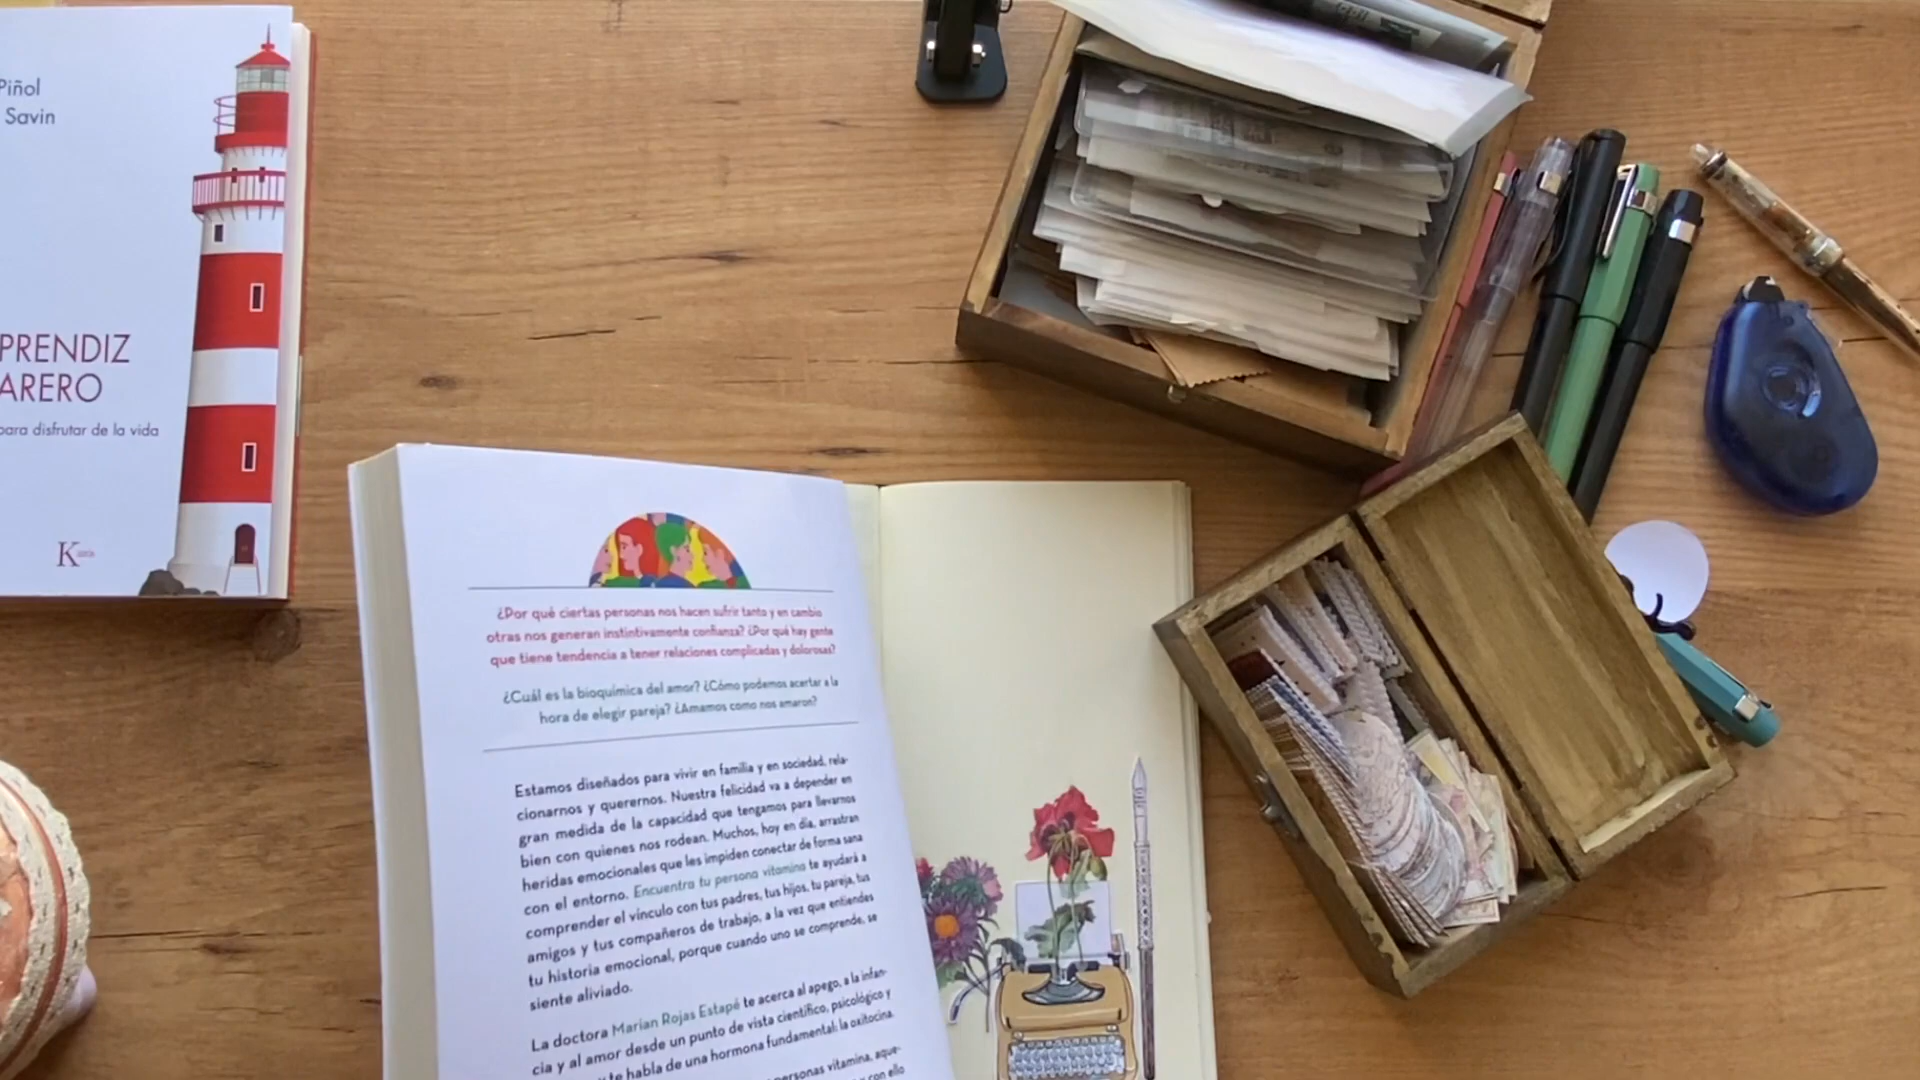 Piñol
Savin
PRENDIZ
ARERO
para disfrutar de la vida
K
¿Por qué ciertas personas nos hacen sufrir tanto y en cambio
otras nos generan instintivamente confianza? ¿Por qué hay gente
que tiene tendencia a tener relaciones complicadas y dolorosas?
¿Cuál es la bioquímica del amor? ¿Cómo podemos acertar a la
hora de elegir pareja? ¿Amamos como nos amaron?
Estamos diseñados para vivir en familia y en sociedad, rela-
cionarnos y querernos. Nuestra felicidad va a depender en
gran medida de la capacidad que tengamos para llevarnos
bien con quienes nos rodean. Muchos, hoy en día, arrastran
heridas emocionales que les impiden conectar de forma sana
con el entorno. Encuentra tu persona vitamina te ayudará a
comprender el vínculo con tus padres, tus hijos, tu pareja, tus
amigos y tus compañeros de trabajo, a la vez que entiendes
tu historia emocional, porque cuando uno se comprende, se
siente aliviado.
La doctora Marian Rojas Estapé te acerca al apego, a la infan-
cia y al amor desde un punto de vista científico, psicológico y
y te habla de una hormona fundamental: la oxitocina.
personas vitamina, aque-
con ello